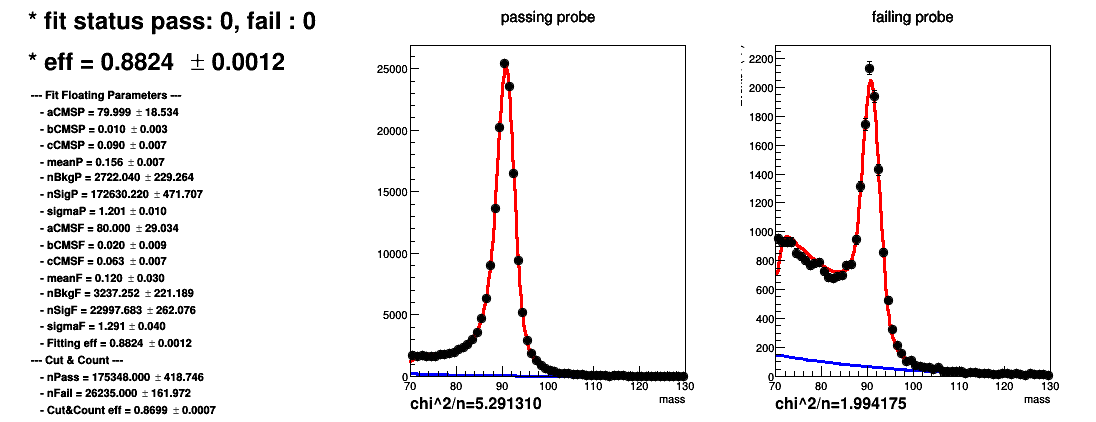 * fit status pass: 0, fail : 0
* eff = 0.8824 ± 0.0012
--- Fit Floating Parameters ---
- aCMSP = 79.999 ± 18.534
- bCMSP = 0.010 ± 0.003
- cCMSP = 0.090 ± 0.007
- meanP = 0.156 ± 0.007
- nBkgP = 2722.040 ± 229.264
- nSigP = 172630.220 ± 471.707
- sigmaP = 1.201 ± 0.010
- aCMSF = 80.000 ± 29.034
- bCMSF = 0.020 ± 0.009
- cCMSF = 0.063 ± 0.007
- meanF = 0.120 ± 0.030
- nBkgF = 3237.252 ± 221.189
- nSigF = 22997.683 ± 262.076
- sigmaF = 1.291 ± 0.040
- Fitting eff = 0.8824 ± 0.0012
--- Cut & Count ---
- nPass = 175348.000 ± 418.746
- nFail = 26235.000 ± 161.972
- Cut&Count eff = 0.8699 ± 0.0007
passing probe
25000
20000
15000
10000
5000
0
70 80 90 100 110 120 130
mass
chi^2/n=5.291310
failing probe
2200
2000
1800
1600
1400
1200
1000
800
600
400
200
0
70 80 90 100 110 120 130
mass
chi^2/n=1.994175